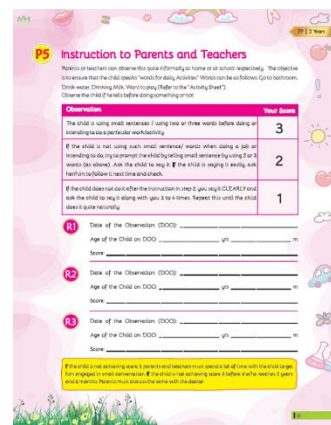 PP | 2 Years
P5 Instruction to Parents and Teachers
Parents or teachers can observe this quite informally at home or at school respectively. The objective
is to ensure that the child speaks "words for daily Activities" Words can be as follows: Go to bathroom,
Drink water, Drinking Milk, Want to play (Refer to the "Activity Sheet").
Observe the child if he tells before doing something or not
Observation Your Score
The child is using small sentences / using two or three words before doing or
intending to do a particular work/activity. 3
If the child is not using such small sentence/ words when doing a job or
intending to do, try to prompt the child by telling small sentence by using 2 or 3
words (as above). Ask the child to say it. If the child is saying it easily, ask
her/him to follow it next time and check. 2
If the child does not do it after the instruction in step 2, you say it CLEARLY and
ask the child to say it along with you 3 to 4 times. Repeat this until the child
does it quite naturally 1
R1 Date of the Observation (DOO):
Age of the Child on DOO: yrs m
Score:
R2 Date of the Observation (DOO):
Age of the Child on DOO: yrs m
Score:
R3 Date of the Observation (DOO):
Age of the Child on DOO: yrs m
Score:
If the child is not achieving score 3, parents and teachers must spend a lot of time with the child to get
him engaged in small conversation. If the child is not achieving score 3 before she/he reaches 3 years
and 6 months. Parents must discuss the same with the doctor